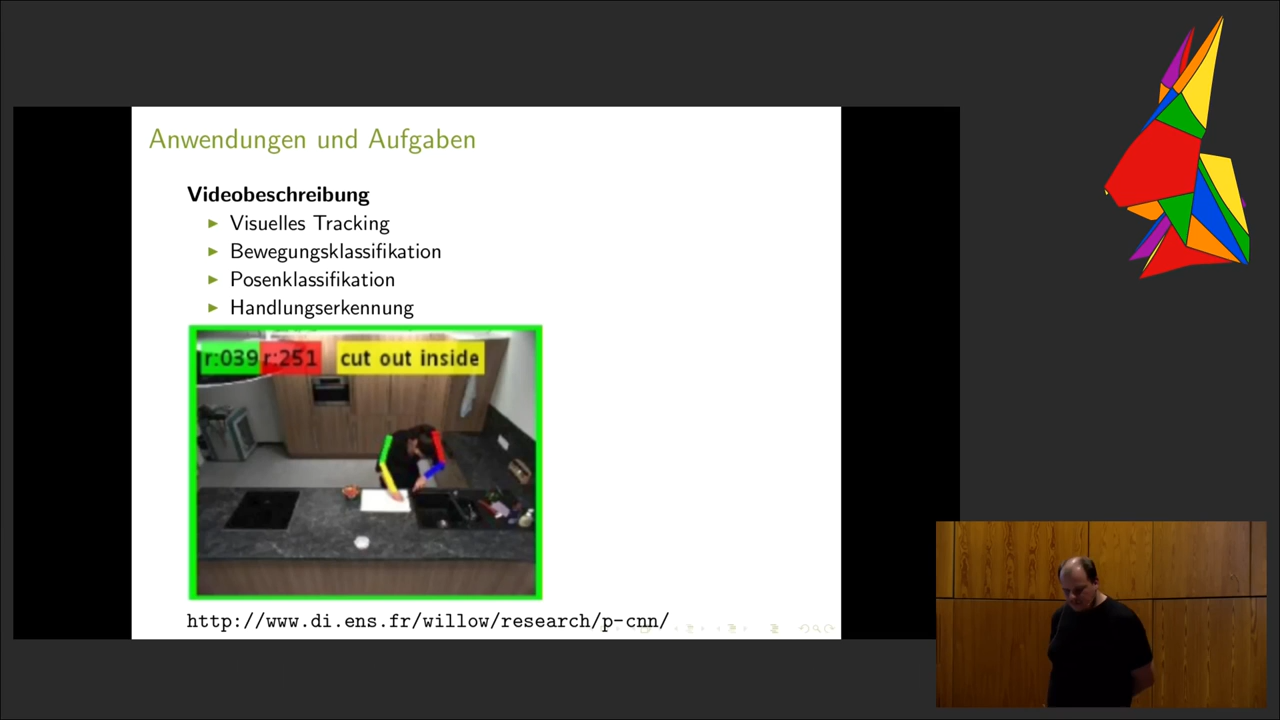 Anwendungen und Aufgaben
Videobeschreibung
Visuelles Tracking
Bewegungsklassifikation
Posenklassifikation
Handlungserkennung
r:039 r:251 cut out inside
http://www.di.ens.fr/willow/research/p-cnn/